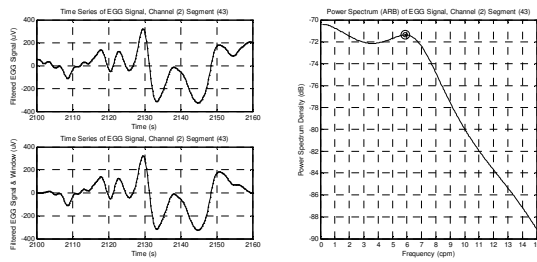 Time Series of EGG Signal, Channel (2) Segment (43)
Filtered EGG Signal (uV)
400
200
0
-200
-400
2100 2110 2120 2130 2140 2150 2160
Time (s)
Time Series of EGG Signal, Channel (2) Segment (43)
Filtered EGG Signal & Window (uV)
400
200
0
-200
-400
2100 2110 2120 2130 2140 2150 2160
Time (s)
Power Spectrum (ARB) of EGG Signal, Channel (2) Segment (43)
Power Spectrum Density (dB)
-70
-72
-74
-76
-78
-80
-82
-84
-86
-88
-90
0 1 2 3 4 5 6 7 8 9 10 11 12 13 14 15
Frequency (cpm)